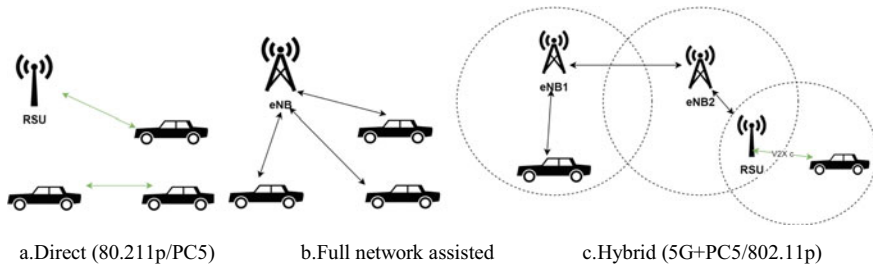 eNB1
eNB2
RSU
eNB
RSU
V2X c
a.Direct (80.211p/PC5)
b.Full network assisted
c.Hybrid (5G+PC5/802.11p)